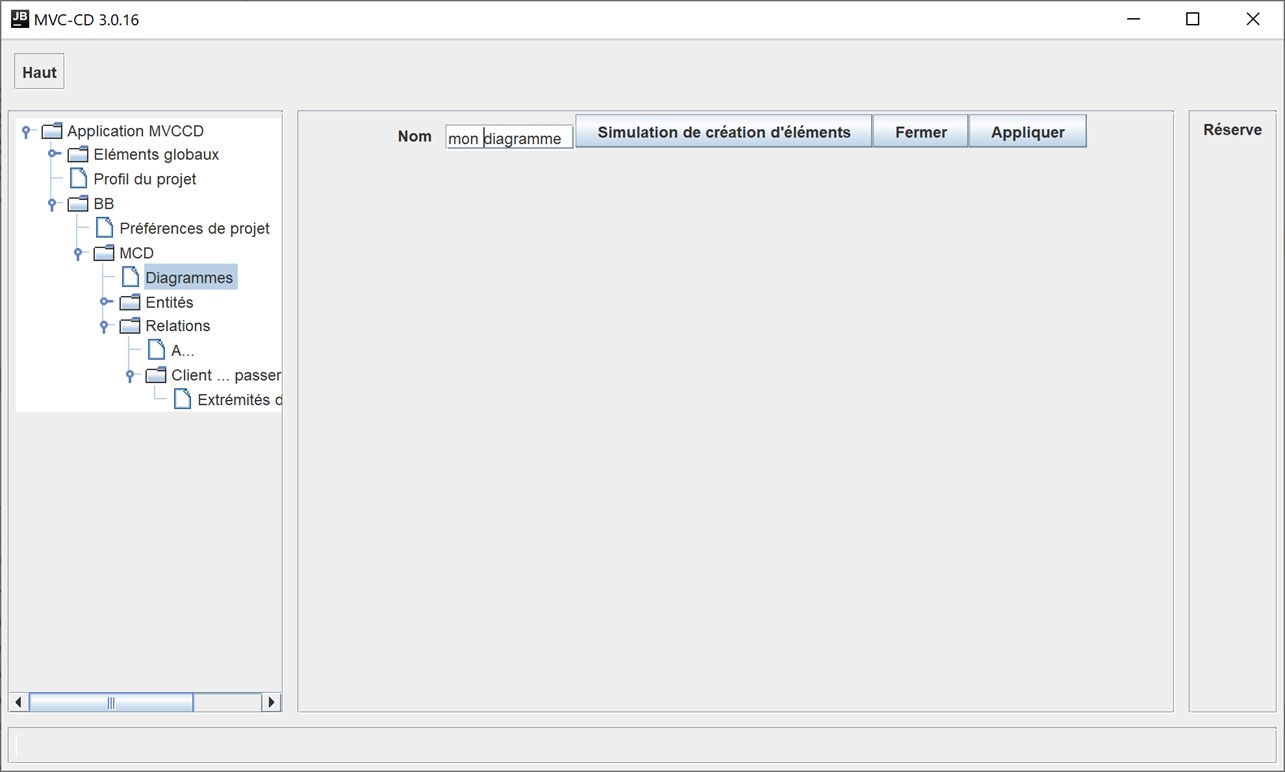 JB MVC-CD 3.0.16
Haut
Application MVCCD
Eléments globaux
Profil du projet
BB
Préférences de projet
MCD
Diagrammes
Entités
Relations
A...
Client ... passer
Extrémités d
Nom mon diagramme Simulation de création d'éléments Fermer Appliquer
Réserve